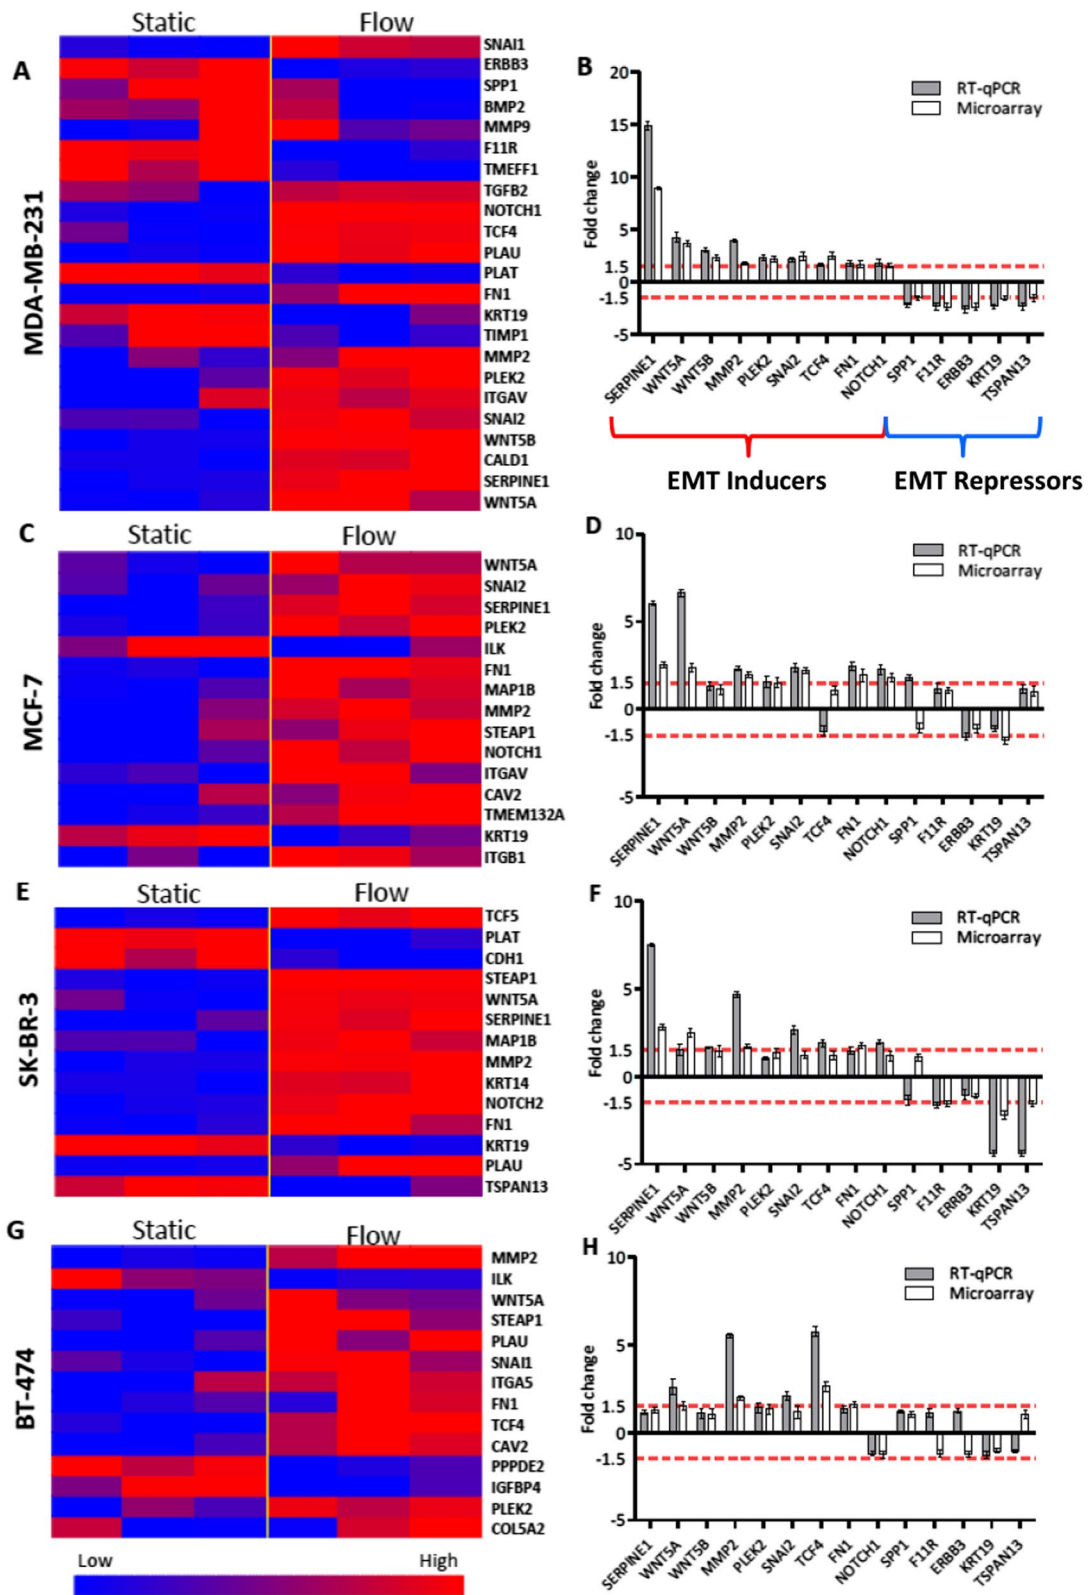 A
Static Flow
MDA-MB-231
SNAI1
ERBB3
SPP1
BMP2
MMP9
F11R
TMEFF1
TGFB2
NOTCH1
TCF4
PLAU
PLAT
FN1
KRT19
TIMP1
MMP2
PLEK2
ITGAV
SNAI2
WNT5B
CALD1
SERPINE1
WNT5A
B
Fold change
20
15
10
5
1.5
0
-1.5
-5
RT-qPCR
Microarray
SERPINE1 WNT5A WNT5B MMP2 PLEK2 SNAI2 TCF4 FN1 NOTCH1 SPP1 F11R ERBB3 KRT19 TSPAN13
EMT Inducers EMT Repressors
C
Static Flow
MCF-7
WNT5A
SNAI2
SERPINE1
PLEK2
ILK
FN1
MAP1B
MMP2
STEAP1
NOTCH1
ITGAV
CAV2
TMEM132A
KRT19
ITGB1
D
Fold change
10
5
1.5
0
-1.5
-5
RT-qPCR
Microarray
SERPINE1 WNT5A WNT5B MMP2 PLEK2 SNAI2 TCF4 FN1 NOTCH1 SPP1 F11R ERBB3 KRT19 TSPAN13
E
Static Flow
SK-BR-3
TCF5
PLAT
CDH1
STEAP1
WNT5A
SERPINE1
MAP1B
MMP2
KRT14
NOTCH2
FN1
KRT19
PLAU
TSPAN13
F
Fold change
10
5
1.5
0
-1.5
-5
RT-qPCR
Microarray
SERPINE1 WNT5A WNT5B MMP2 PLEK2 SNAI2 TCF4 FN1 NOTCH1 SPP1 F11R ERRB3 KRT19 TSPAN13
G
Static Flow
BT-474
MMP2
ILK
WNT5A
STEAP1
PLAU
SNAI1
ITGA5
FN1
TCF4
CAV2
PPPDE2
IGFBP4
PLEK2
COL5A2
Low High
H
Fold change
10
5
1.5
0
-1.5
-5
RT-qPCR
Microarray
SERPINE1 WNT5A WNT5B MMP2 PLEK2 SNAI2 TCF4 FN1 NOTCH1 SPP1 F11R ERBB3 KRT19 TSPAN13